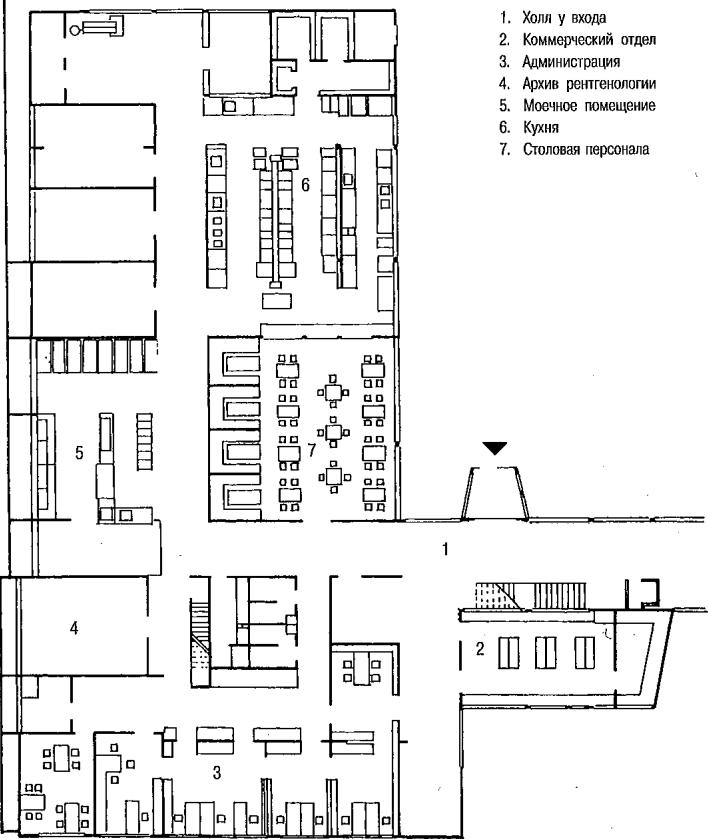 1. Холл у входа
2. Коммерческий отдел
3. Администрация
4. Архив рентгенологии
5. Моечное помещение
6. Кухня
7. Столовая персонала
6
7
5
1
4
2
3